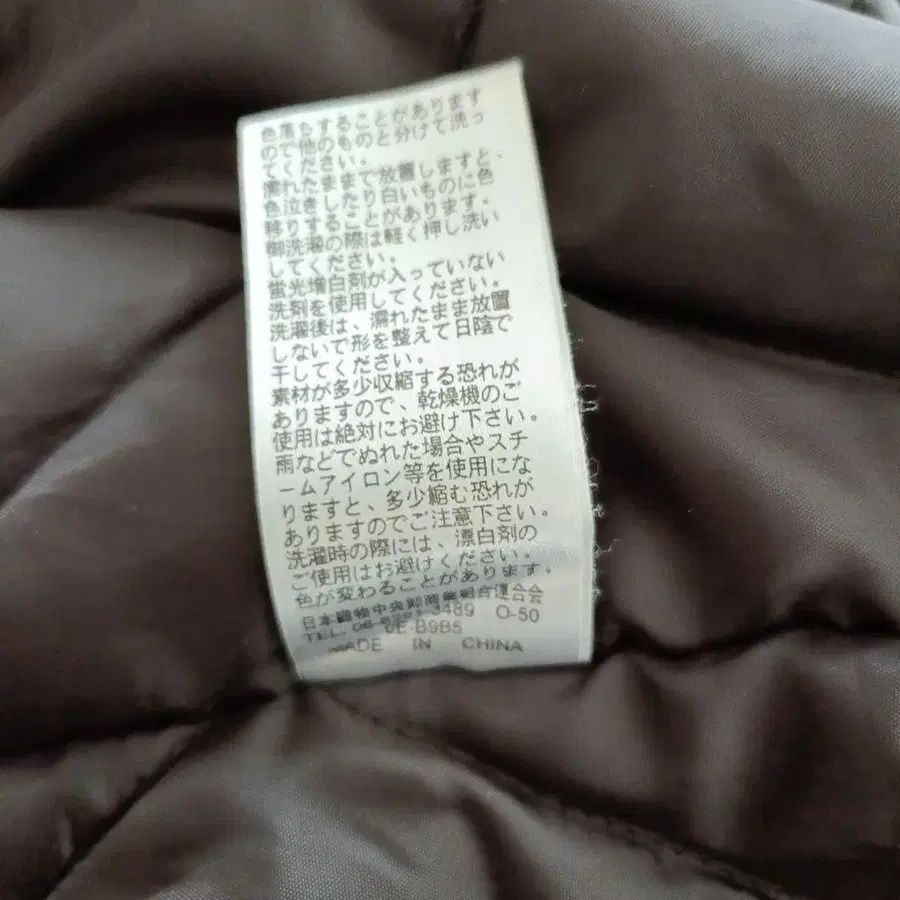 色落ちすることがあります
ので他のものと分けて洗っ
てください。
濡れたままで放置しますと、
色泣きしたり白いものに色
移りすることがあります。
御洗濯の際は軽く押し洗い
してください。
蛍光増白剤が入っていない
洗剤を使用してください。
洗濯後は、濡れたまま放置
しないで形を整えて日陰で
干してください。
素材が多少収縮する恐れが
ありますので、乾燥機のご
使用は絶対にお避け下さい。
雨などでぬれた場合やスチ
ームアイロン等を使用にな
りますと、多少縮む恐れが
ありますのでご注意下さい。
洗濯時の際には、漂白剤の
ご使用はお避けください。
色が変わることがあります。
日本織物中央卸商業組合連合会
TEL. 06- 3489 O-50
0E-B9B5
MADE IN CHINA